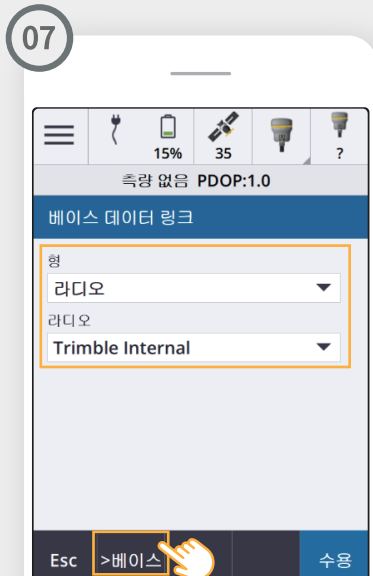 07
15%
35
?
측량 없음 PDOP:1.0
베이스 데이터 링크
형
라디오
라디오
Trimble Internal
Esc >베이스 수용